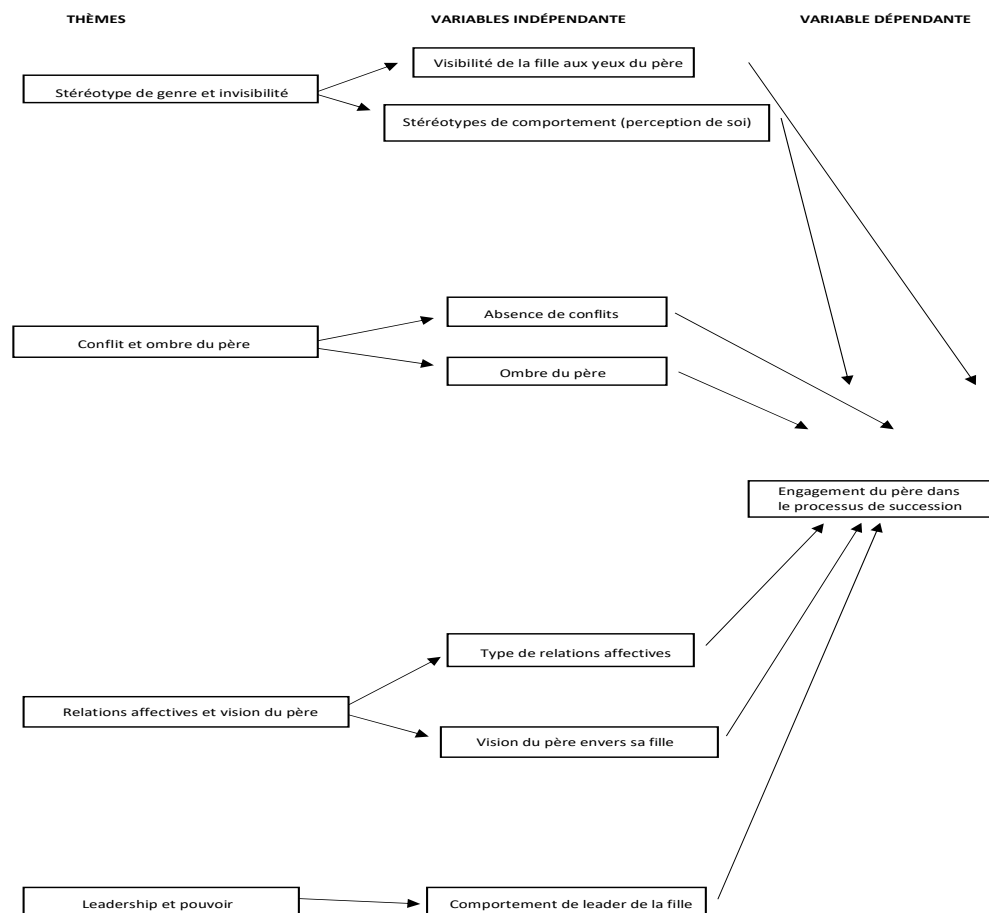 THÈMES
VARIABLES INDÉPENDANTE
VARIABLE DÉPENDANTE
Visibilité de la fille aux yeux du père
Stéréotype de genre et invisibilité
Stéréotypes de comportement (perception de soi)
Absence de conflits
Conflit et ombre du père
Ombre du père
Engagement du père dans
le processus de succession
Type de relations affectives
Relations affectives et vision du père
Vision du père envers sa fille
Leadership et pouvoir
Comportement de leader de la fille